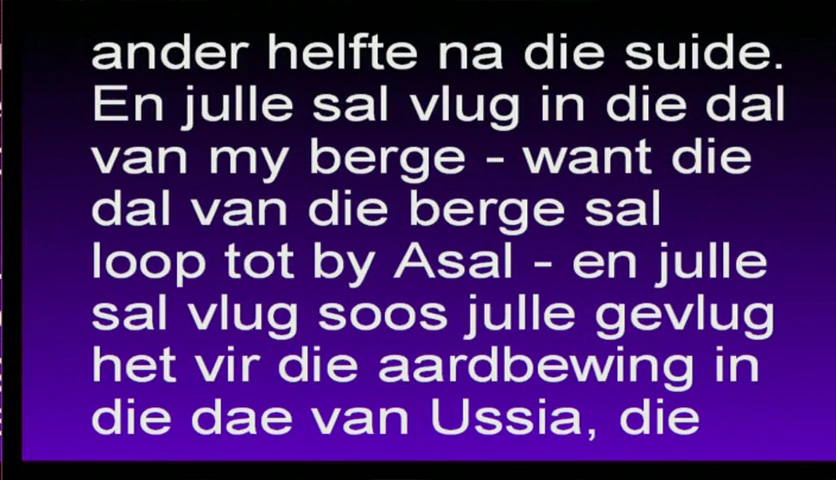 ander helfte na die suide.
En julle sal vlug in die dal
van my berge - want die
dal van die berge sal
loop tot by Asal - en julle
sal vlug soos julle gevlug
het vir die aardbewing in
die dae van Ussia, die